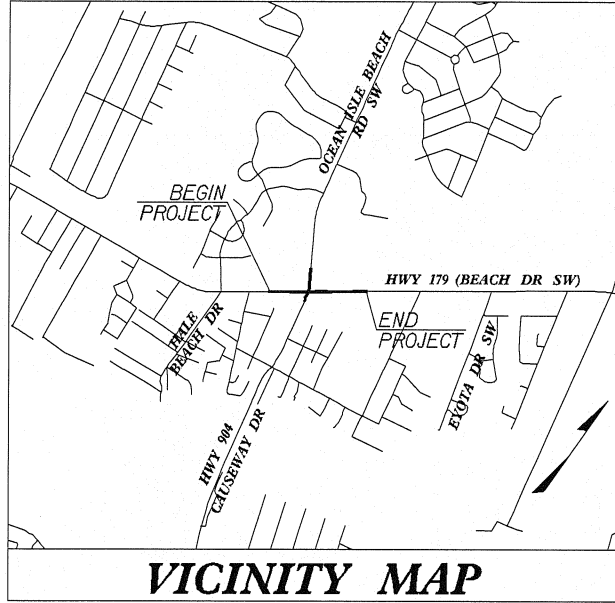 OCEAN ISLE BEACH
RD SW
BEGIN
PROJECT
HWY 179 (BEACH DR SW)
END
PROJECT
HALE
BEACH DR
EYOTA DR SW
HWY 904
CAUSEWAY DR
VICINITY MAP